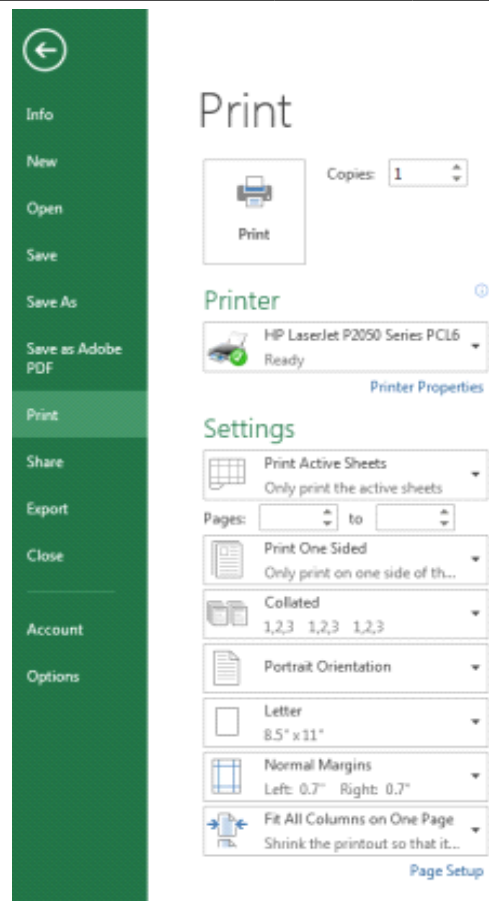 Info
New
Open
Save
Save As
Save as Adobe
PDF
Print
Share
Export
Close
Account
Options
Print
Copies: 1
Print
Printer
HP LaserJet P2050 Series PCL6
Ready
Printer Properties
Settings
Print Active Sheets
Only print the active sheets
Pages: to
Print One Sided
Only print on one side of th...
Collated
1,2,3 1,2,3 1,2,3
Portrait Orientation
Letter
8.5" x 11"
Normal Margins
Left: 0.7" Right: 0.7"
Fit All Columns on One Page
Shrink the printout so that it...
Page Setup